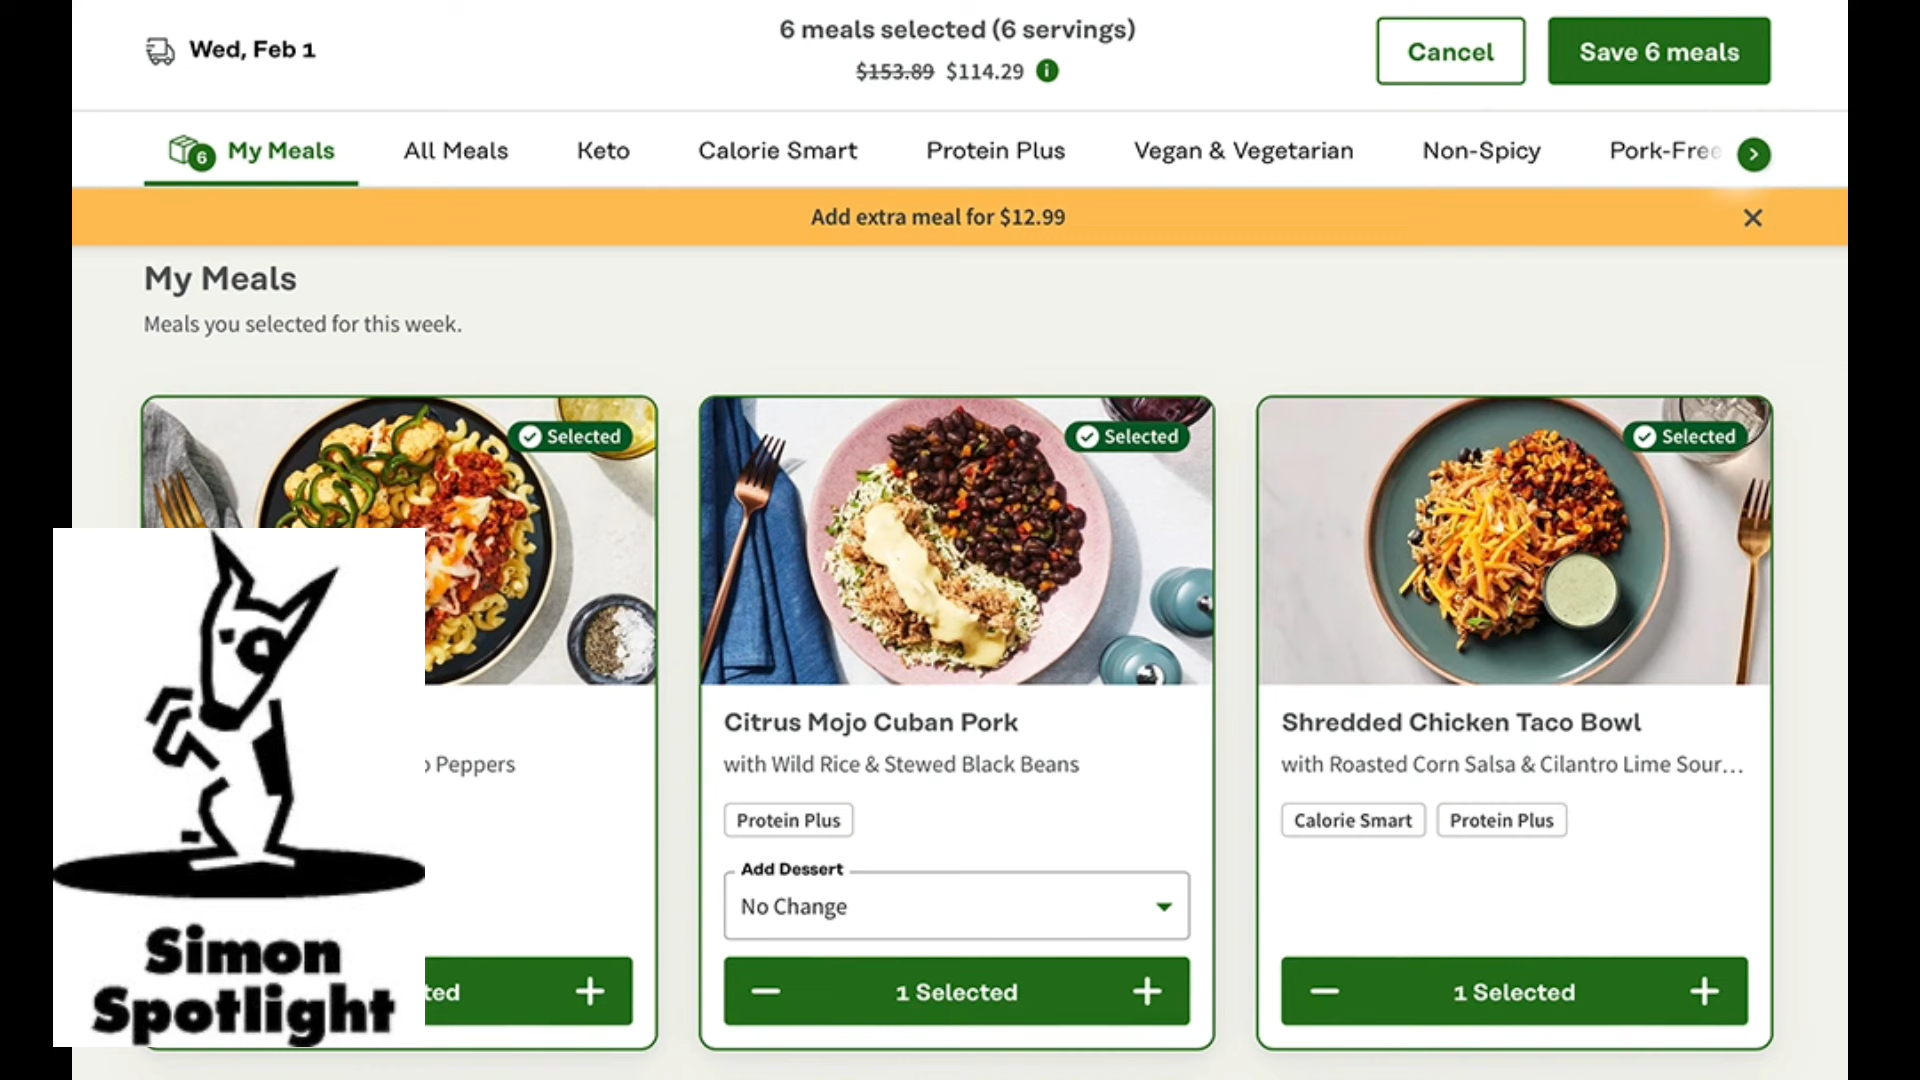 Wed, Feb 1
6 meals selected (6 servings)
$153.89 $114.29
Cancel
Save 6 meals
6 My Meals
All Meals
Keto
Calorie Smart
Protein Plus
Vegan & Vegetarian
Non-Spicy
Pork-Free
Add extra meal for $12.99
My Meals
Meals you selected for this week.
Selected
Selected
Selected
Peppers
Citrus Mojo Cuban Pork
with Wild Rice & Stewed Black Beans
Protein Plus
Add Dessert
No Change
1 Selected
Shredded Chicken Taco Bowl
with Roasted Corn Salsa & Cilantro Lime Sour...
Calorie Smart
Protein Plus
1 Selected
Simon
Spotlight